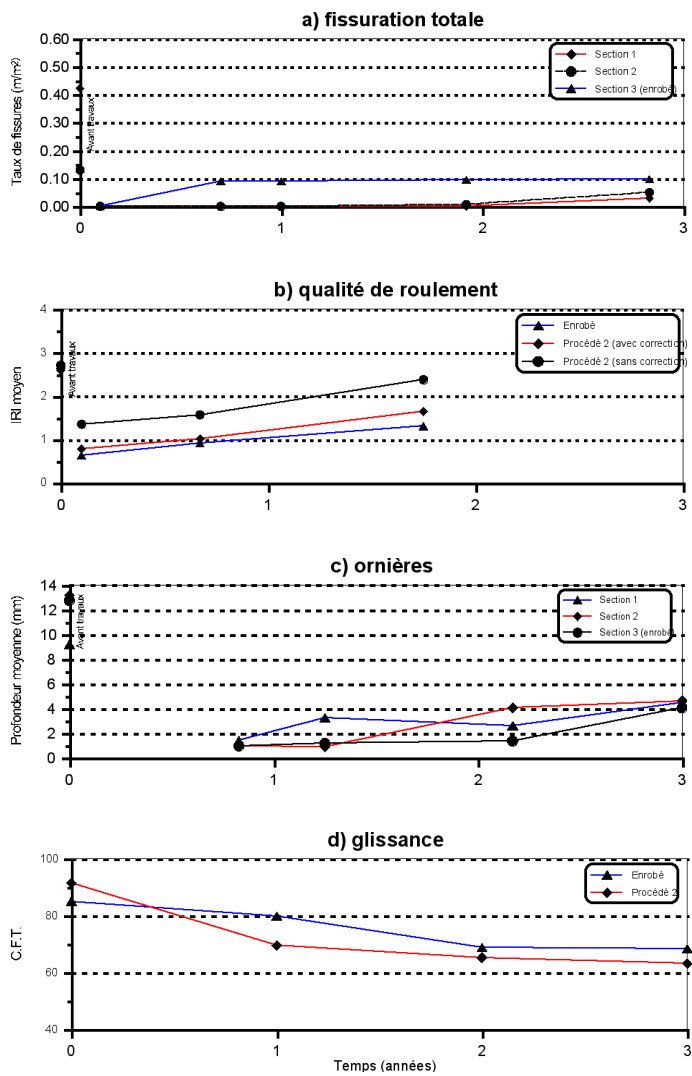 a) fissuration totale
Taux de fissures (m/m²)
0.60
0.50
0.40
0.30
0.20
0.10
0.00
Avant travaux
Section 1
Section 2
Section 3 (enrobé)
0 1 2 3
b) qualité de roulement
IRI moyen
4
3
2
1
0
Avant travaux
Enrobé
Procédé 2 (avec correction)
Procédé 2 (sans correction)
0 1 2 3
c) ornières
Profondeur moyenne (mm)
14
12
10
8
6
4
2
0
Avant travaux
Section 1
Section 2
Section 3 (enrobé)
0 1 2 3
d) glissance
C.F.T.
100
80
60
40
Enrobé
Procédé 2
0 1 2 3
Temps (années)